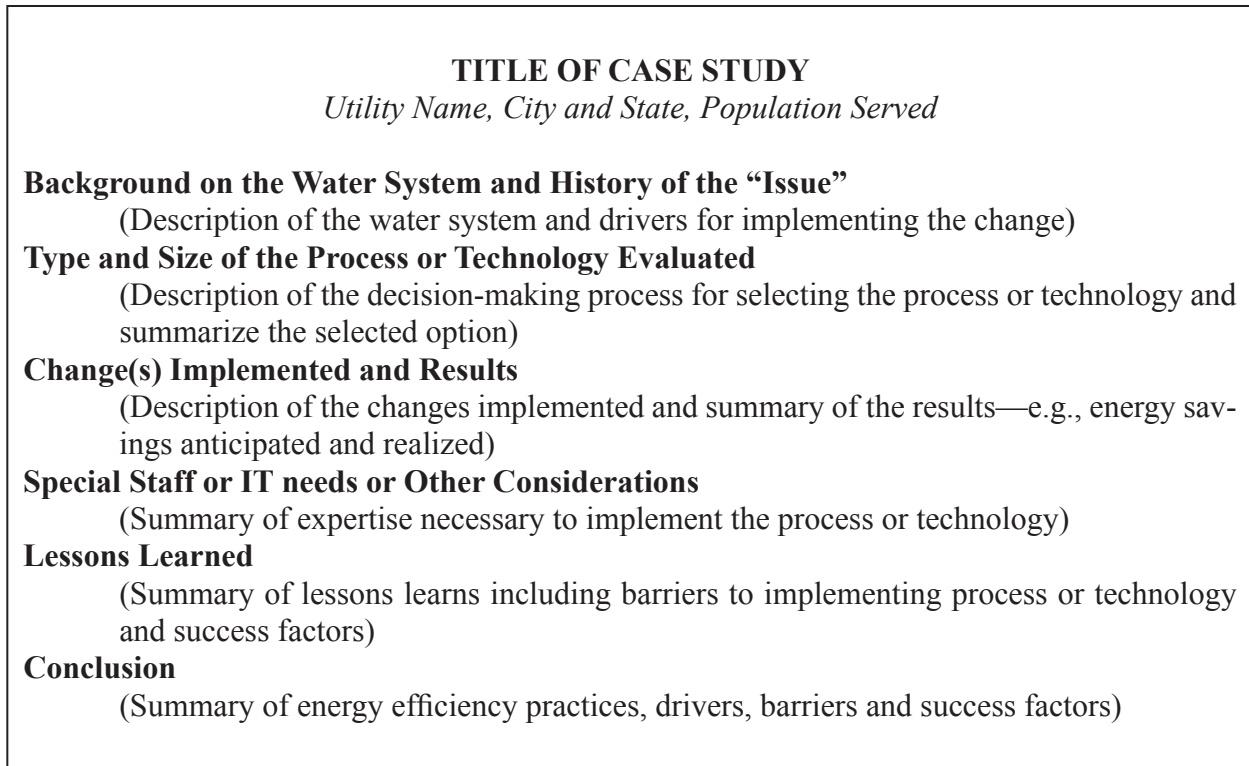 TITLE OF CASE STUDY
Utility Name, City and State, Population Served
Background on the Water System and History of the “Issue”
(Description of the water system and drivers for implementing the change)
Type and Size of the Process or Technology Evaluated
(Description of the decision-making process for selecting the process or technology and
summarize the selected option)
Change(s) Implemented and Results
(Description of the changes implemented and summary of the results—e.g., energy sav-
ings anticipated and realized)
Special Staff or IT needs or Other Considerations
(Summary of expertise necessary to implement the process or technology)
Lessons Learned
(Summary of lessons learns including barriers to implementing process or technology
and success factors)
Conclusion
(Summary of energy efficiency practices, drivers, barriers and success factors)